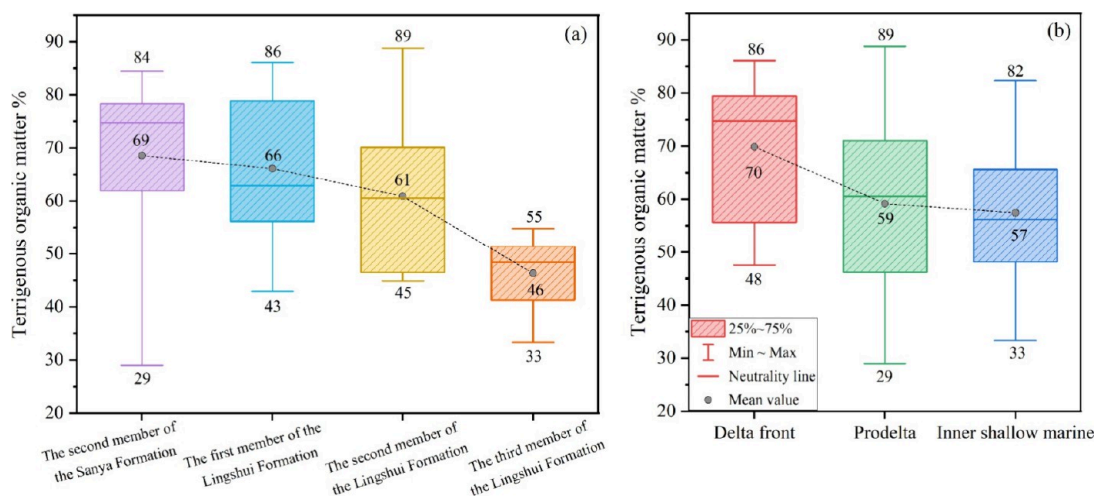 (a)
Terrigenous organic matter %
90
80
70
60
50
40
30
20
84
69
29
86
66
43
89
61
45
55
46
33
The second member of
the Sanya Formation
The first member of the
Lingshui Formation
The second member of
the Lingshui Formation
The third member of
the Lingshui Formation
(b)
Terrigenous organic matter %
90
80
70
60
50
40
30
20
86
70
48
89
59
29
82
57
33
25%~75%
Min ~ Max
Neutrality line
Mean value
Delta front
Prodelta
Inner shallow marine